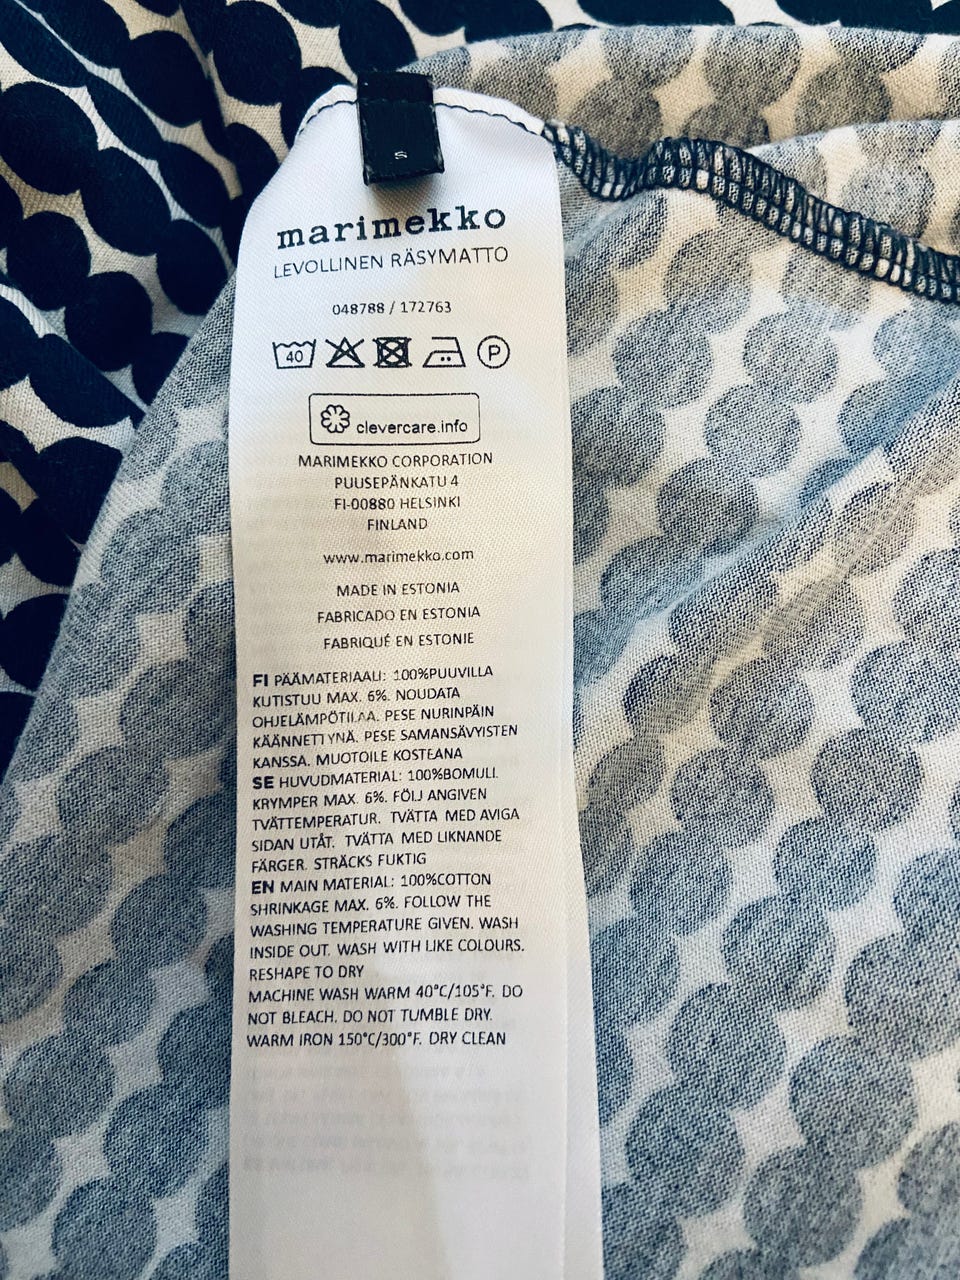 S
marimekko
LEVOLLINEN RÄSYMATTO
048788 / 172763
40 P
clevercare.info
MARIMEKKO CORPORATION
PUUSEPÄNKATU 4
FI-00880 HELSINKI
FINLAND
www.marimekko.com
MADE IN ESTONIA
FABRICADO EN ESTONIA
FABRIQUÉ EN ESTONIE
FI PÄÄMATERIAALI: 100%PUUVILLA
KUTISTUU MAX. 6%. NOUDATA
OHJELÄMPÖTILAA. PESE NURINPÄIN
KÄÄNNETTYNÄ. PESE SAMANSÄVYISTEN
KANSSA. MUOTOILE KOSTEANA
SE HUVUDMATERIAL: 100%BOMULL
KRYMPER MAX. 6%. FÖLJ ANGIVEN
TVÄTTEMPERATUR. TVÄTTA MED AVIGA
SIDAN UTÅT. TVÄTTA MED LIKNANDE
FÄRGER. STRÄCKS FUKTIG
EN MAIN MATERIAL: 100%COTTON
SHRINKAGE MAX. 6%. FOLLOW THE
WASHING TEMPERATURE GIVEN. WASH
INSIDE OUT. WASH WITH LIKE COLOURS.
RESHAPE TO DRY
MACHINE WASH WARM 40°C/105°F. DO
NOT BLEACH. DO NOT TUMBLE DRY.
WARM IRON 150°C/300°F. DRY CLEAN